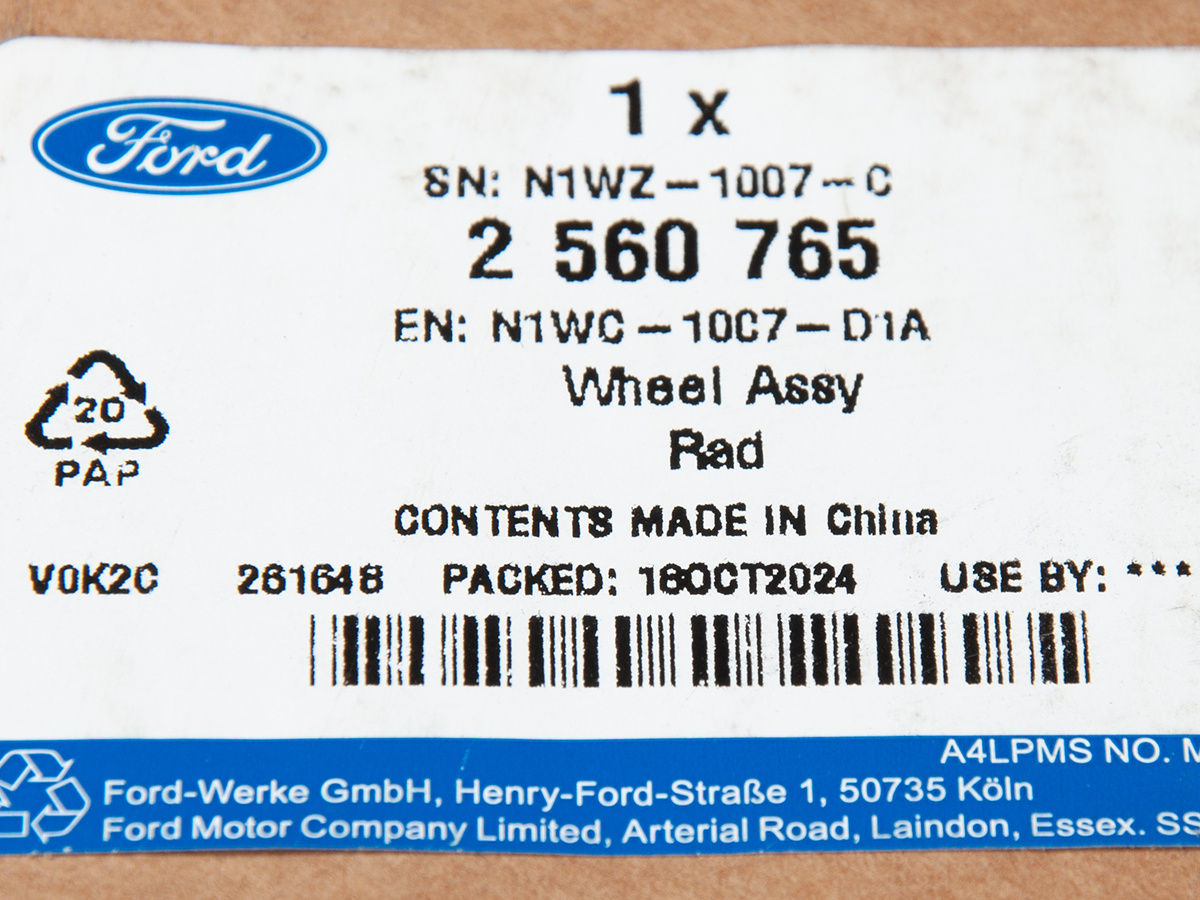 Ford
1 x
SN: N1WZ-1007-C
2 560 765
EN: N1WC-1007-D1A
Wheel Assy
Rad
20
PAP
CONTENTS MADE IN China
V0K2C 261648 PACKED: 16OCT2024 USE BY: ***
A4LPMS NO. M
Ford-Werke GmbH, Henry-Ford-Straße 1, 50735 Köln
Ford Motor Company Limited, Arterial Road, Laindon, Essex. SS